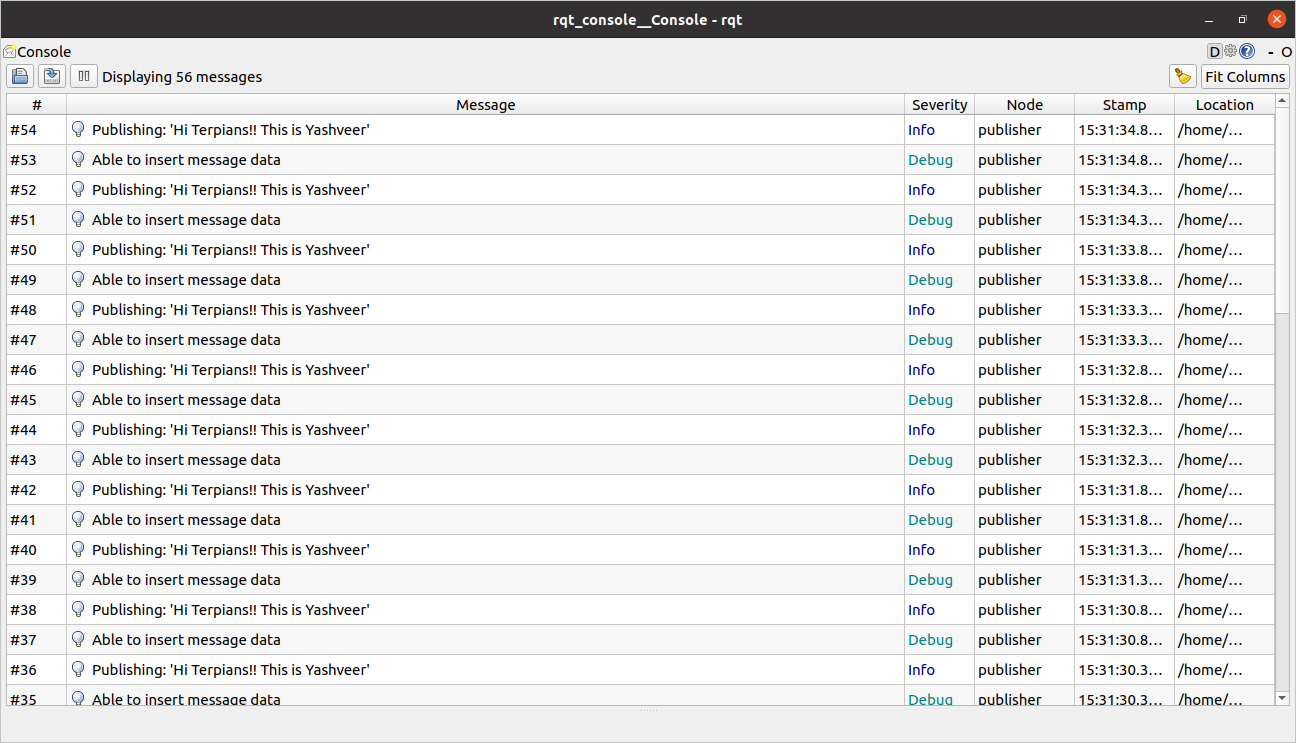 rqt_console__Console - rqt
Console D ? - O
Displaying 56 messages Fit Columns
# Message Severity Node Stamp Location
#54 Publishing: 'Hi Terpians!! This is Yashveer' Info publisher 15:31:34.8... /home/...
#53 Able to insert message data Debug publisher 15:31:34.8... /home/...
#52 Publishing: 'Hi Terpians!! This is Yashveer' Info publisher 15:31:34.3... /home/...
#51 Able to insert message data Debug publisher 15:31:34.3... /home/...
#50 Publishing: 'Hi Terpians!! This is Yashveer' Info publisher 15:31:33.8... /home/...
#49 Able to insert message data Debug publisher 15:31:33.8... /home/...
#48 Publishing: 'Hi Terpians!! This is Yashveer' Info publisher 15:31:33.3... /home/...
#47 Able to insert message data Debug publisher 15:31:33.3... /home/...
#46 Publishing: 'Hi Terpians!! This is Yashveer' Info publisher 15:31:32.8... /home/...
#45 Able to insert message data Debug publisher 15:31:32.8... /home/...
#44 Publishing: 'Hi Terpians!! This is Yashveer' Info publisher 15:31:32.3... /home/...
#43 Able to insert message data Debug publisher 15:31:32.3... /home/...
#42 Publishing: 'Hi Terpians!! This is Yashveer' Info publisher 15:31:31.8... /home/...
#41 Able to insert message data Debug publisher 15:31:31.8... /home/...
#40 Publishing: 'Hi Terpians!! This is Yashveer' Info publisher 15:31:31.3... /home/...
#39 Able to insert message data Debug publisher 15:31:31.3... /home/...
#38 Publishing: 'Hi Terpians!! This is Yashveer' Info publisher 15:31:30.8... /home/...
#37 Able to insert message data Debug publisher 15:31:30.8... /home/...
#36 Publishing: 'Hi Terpians!! This is Yashveer' Info publisher 15:31:30.3... /home/...
#35 Able to insert message data Debug publisher 15:31:30.3... /home/...